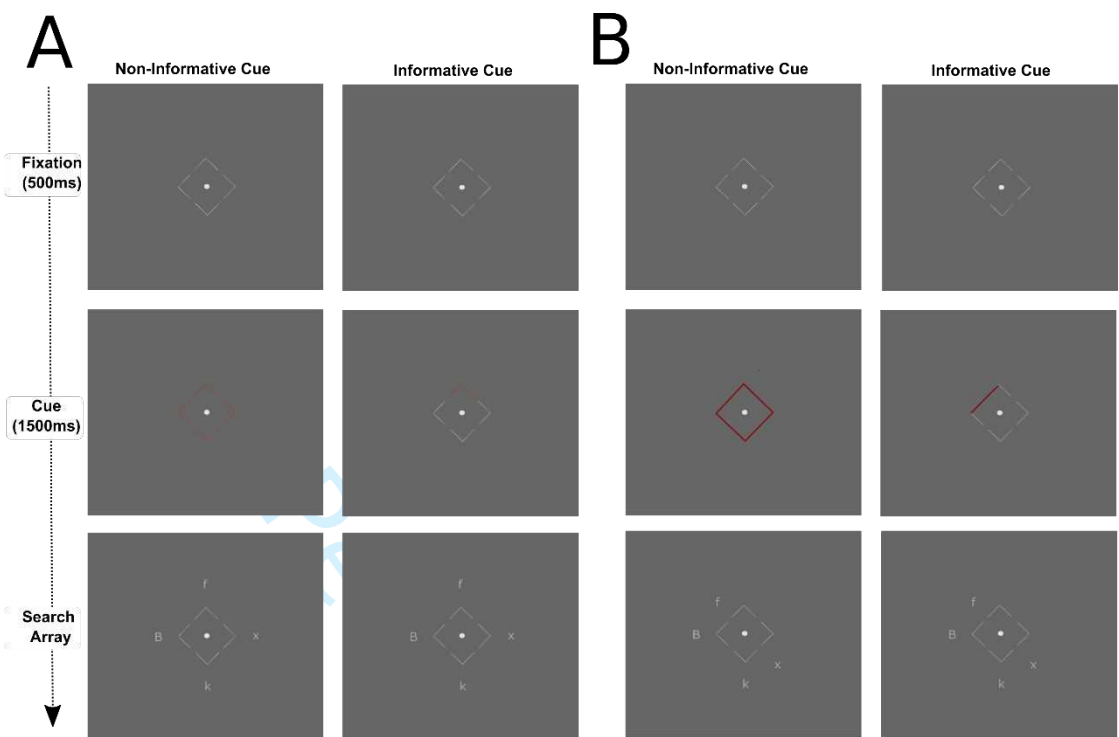 A
B
Non-Informative Cue
Informative Cue
Non-Informative Cue
Informative Cue
Fixation
(500ms)
Cue
(1500ms)
Search
Array
f
B
x
k
f
B
x
k
f
B
x
k
f
B
x
k